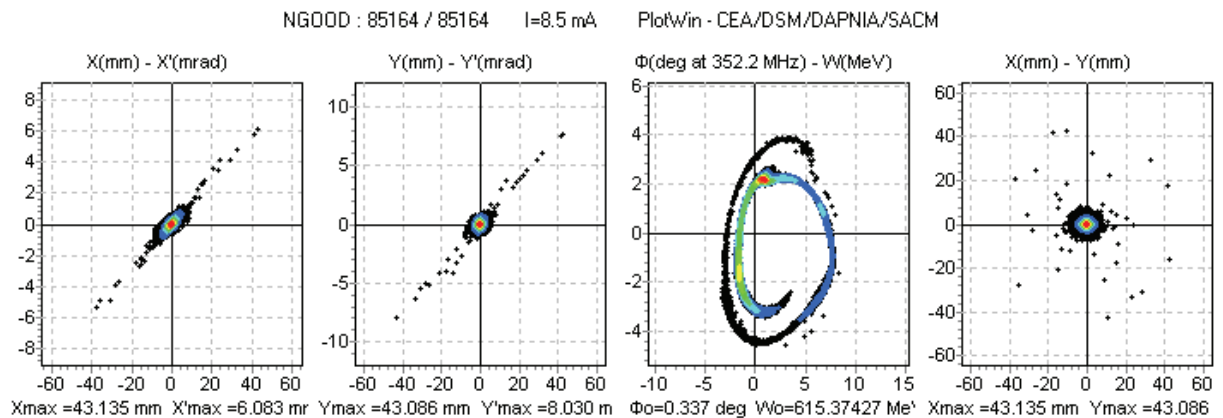 NGOOD : 85164 / 85164 I=8.5 mA PlotWin - CEA/DSM/DAPNIA/SACM
X(mm) - X'(mrad) Y(mm) - Y'(mrad) Φ(deg at 352.2 MHz) - W(MeV) X(mm) - Y(mm)
8 6 4 2 0 -2 -4 -6 -8
-60 -40 -20 0 20 40 60
10 5 0 -5 -10
-60 -40 -20 0 20 40 60
6 4 2 0 -2 -4
-10 -5 0 5 10 15
60 40 20 0 -20 -40 -60
-60 -40 -20 0 20 40 60
Xmax =43.135 mm X'max =6.083 mr Ymax =43.086 mm Y'max =8.030 m Φo=0.337 deg Wo=615.37427 Me' Xmax =43.135 mm Ymax =43.086